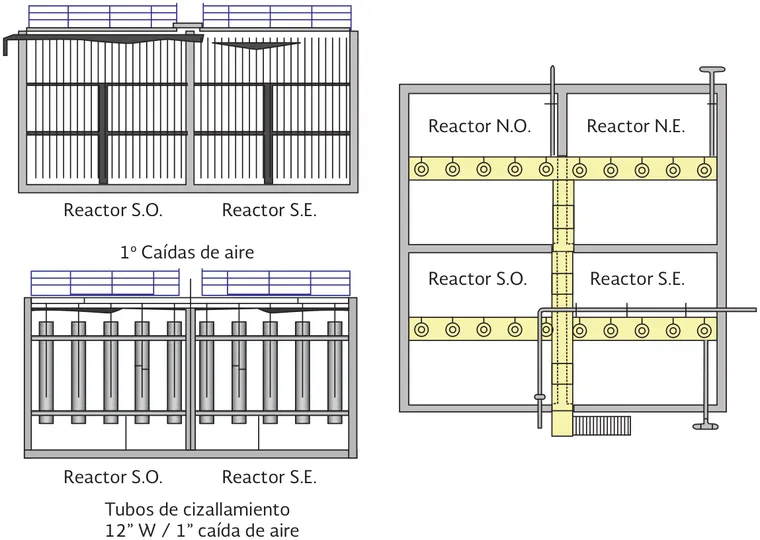 Reactor S.O.
Reactor S.E.
1º Caídas de aire
Reactor S.O.
Reactor S.E.
Tubos de cizallamiento
12” W / 1” caída de aire
Reactor N.O.
Reactor N.E.
Reactor S.O.
Reactor S.E.